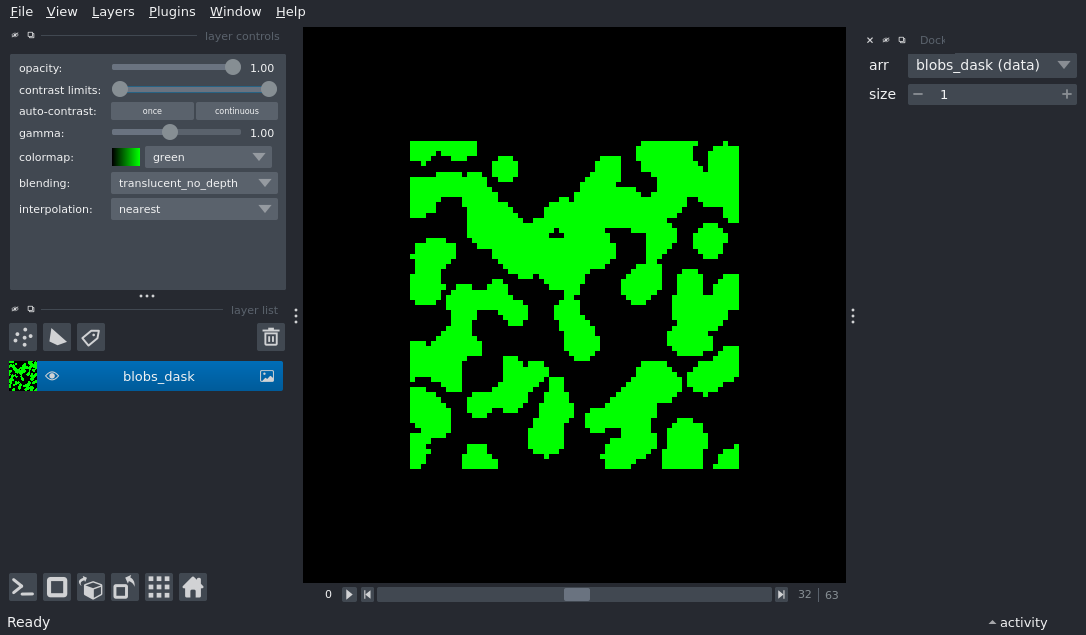 File View Layers Plugins Window Help
layer controls
opacity: 1.00
contrast limits:
auto-contrast: once continuous
gamma: 1.00
colormap: green
blending: translucent_no_depth
interpolation: nearest
layer list
blobs_dask
0 32 63
Dock
arr blobs_dask (data)
size 1
Ready
activity